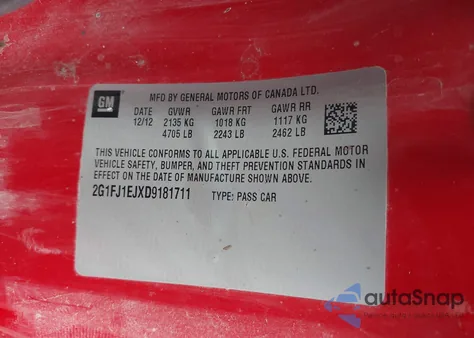 GM
MFD BY GENERAL MOTORS OF CANADA LTD.
DATE GVWR GAWR FRT GAWR RR
12/12 2135 KG 1018 KG 1117 KG
4705 LB 2243 LB 2462 LB
THIS VEHICLE CONFORMS TO ALL APPLICABLE U.S. FEDERAL MOTOR
VEHICLE SAFETY, BUMPER, AND THEFT PREVENTION STANDARDS IN
EFFECT ON THE DATE OF MANUFACTURE SHOWN ABOVE.
2G1FJ1EJXD9181711 TYPE: PASS CAR
autoSnap